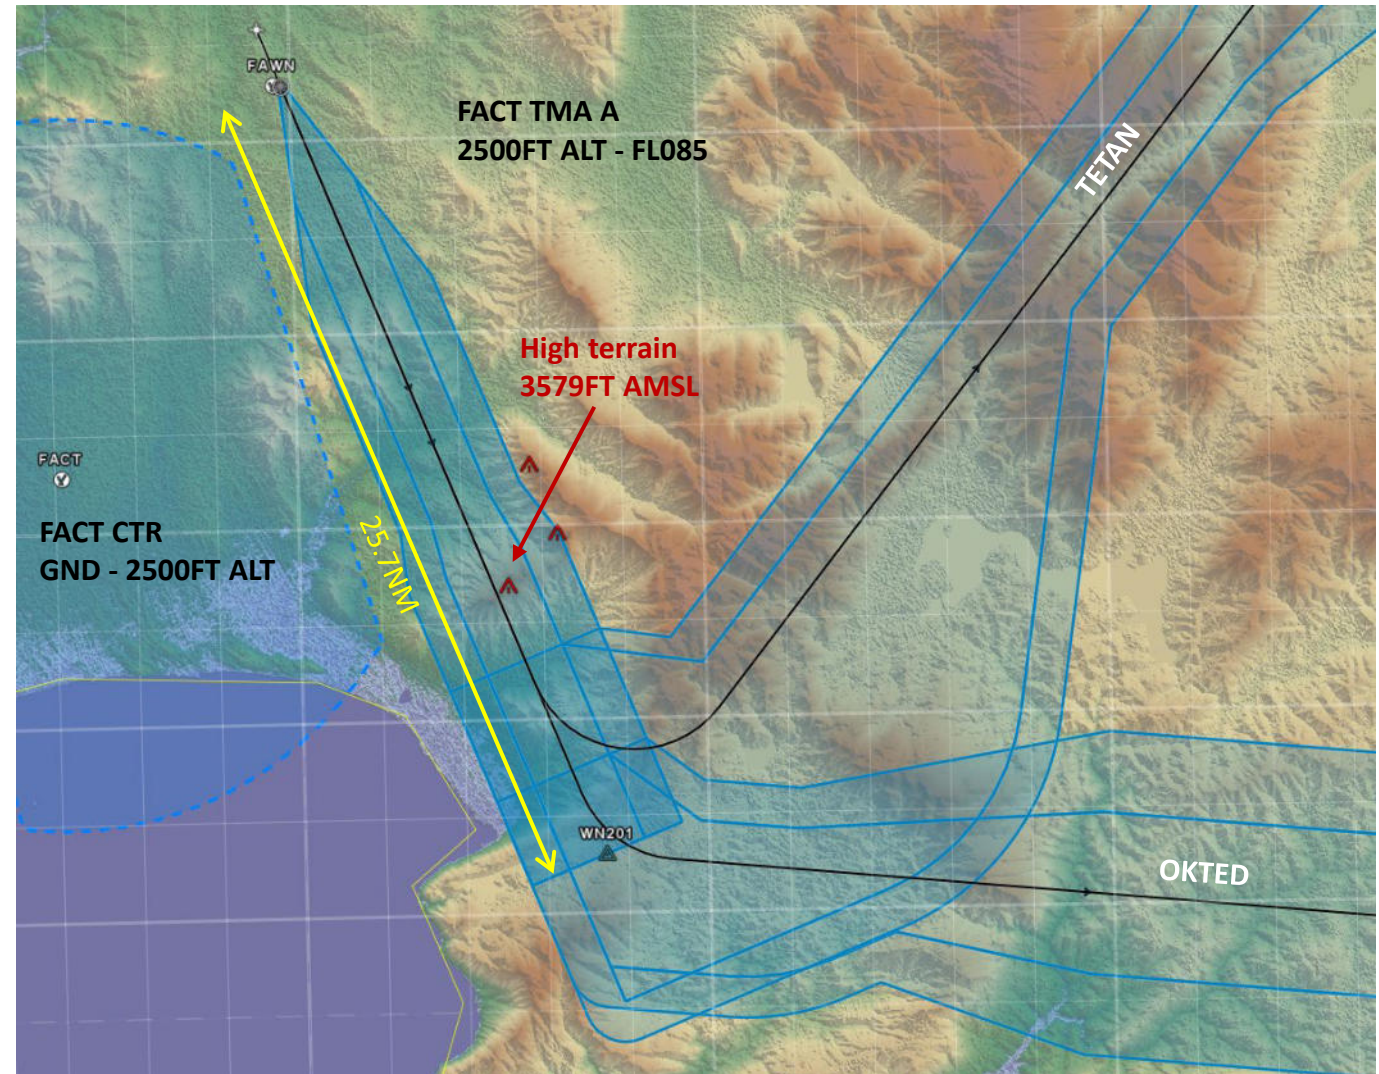 FAWN
FACT TMA A
2500FT ALT - FL085
TETAN
High terrain
3579FT AMSL
FACT
FACT CTR
GND - 2500FT ALT
25.7NM
WN201
OKTED